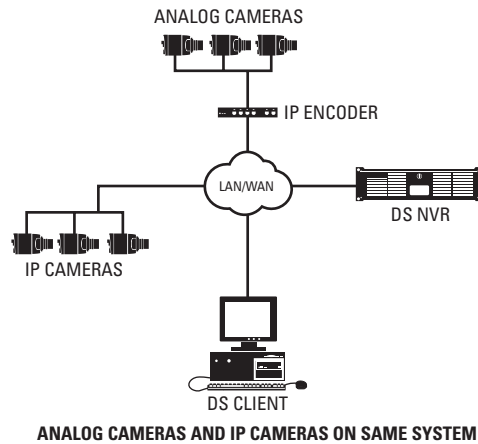 ANALOG CAMERAS
IP ENCODER
LAN/WAN
DS NVR
IP CAMERAS
DS CLIENT
ANALOG CAMERAS AND IP CAMERAS ON SAME SYSTEM